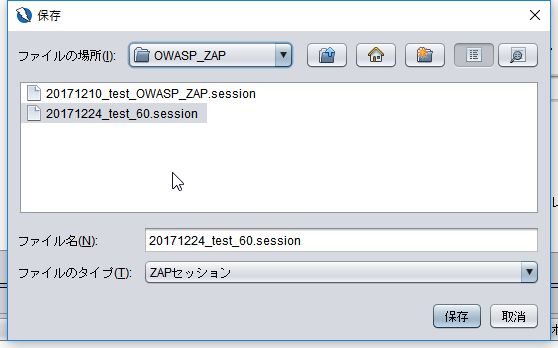 保存
ファイルの場所(I): OWASP_ZAP
20171210_test_OWASP_ZAP.session
20171224_test_60.session
ファイル名(N): 20171224_test_60.session
ファイルのタイプ(T): ZAPセッション
保存 取消